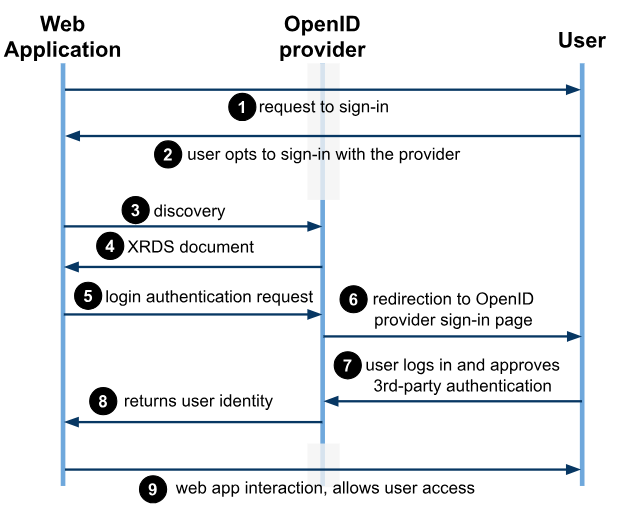 Web
Application
OpenID
provider
User
1 request to sign-in
2 user opts to sign-in with the provider
3 discovery
4 XRDS document
5 login authentication request
6 redirection to OpenID
provider sign-in page
7 user logs in and approves
3rd-party authentication
8 returns user identity
9 web app interaction, allows user access